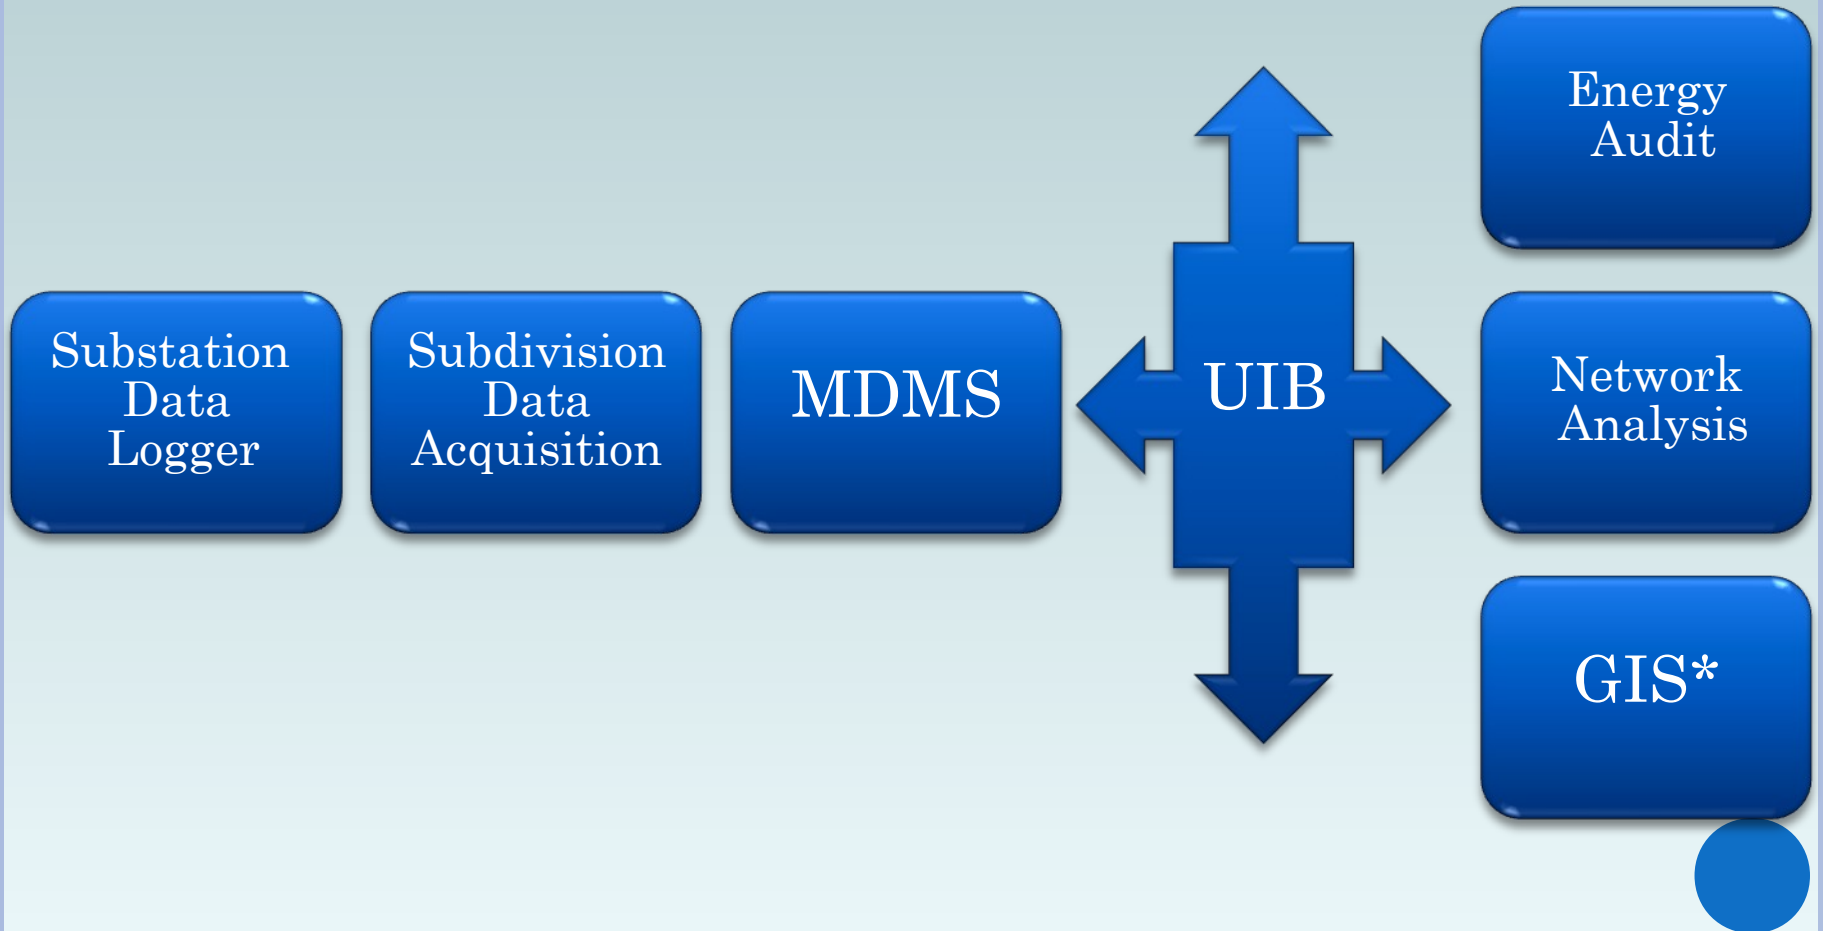 Substation
Data
Logger
Subdivision
Data
Acquisition
MDMS
UIB
Energy
Audit
Network
Analysis
GIS*